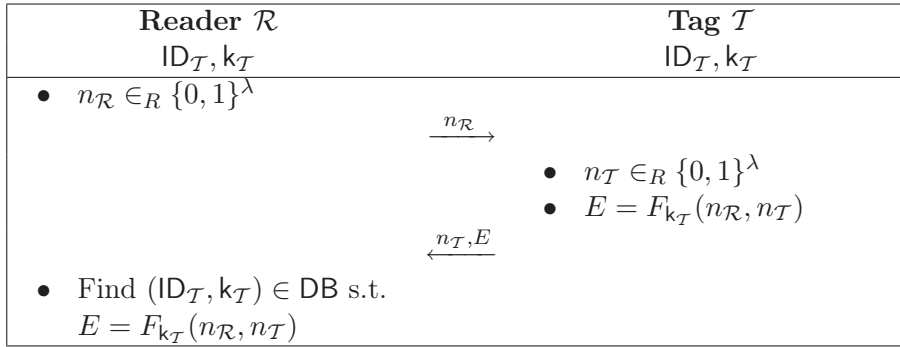 Reader ℛ Tag 𝒯
ID_𝒯, k_𝒯 ID_𝒯, k_𝒯
• n_ℛ ∈_R {0, 1}^λ
n_ℛ
• n_𝒯 ∈_R {0, 1}^λ
• E = F_{k_𝒯}(n_ℛ, n_𝒯)
n_𝒯, E
• Find (ID_𝒯, k_𝒯) ∈ DB s.t.
E = F_{k_𝒯}(n_ℛ, n_𝒯)